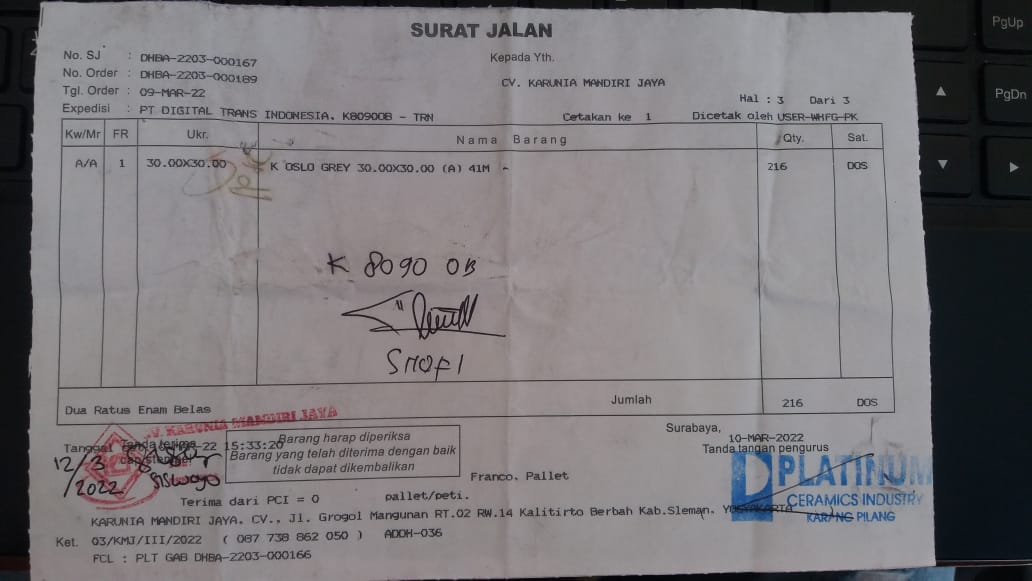 SURAT JALAN
No. SJ : DHBA-2203-000167
Kepada Yth.
No. Order : DHBA-2203-000189
CV. KARUNIA MANDIRI JAYA
Tgl. Order : 09-MAR-22
Hal : 3 Dari 3
Expedisi : PT DIGITAL TRANS INDONESIA. K8090OB - TRN
Cetakan ke 1 Dicetak oleh USER-WHFG-PK
Kw/Mr FR Ukr. Nama Barang Qty. Sat.
A/A 1 30.00X30.00 K OSLO GREY 30.00X30.00 (A) 41M - 216 DOS
K 8090 OB
Dua Ratus Enam Belas Jumlah 216 DOS
CV. KARUNIA MANDIRI JAYA
Surabaya, 10-MAR-2022
Tanggal 15:33:20
Tanda terima
Tanda tangan pengurus
12/3/2022
Barang harap diperiksa
Barang yang telah diterima dengan baik
tidak dapat dikembalikan
PLATINUM
CERAMICS INDUSTRY
KARANG PILANG
Franco. Pallet
Terima dari PCI = 0 pallet/peti.
KARUNIA MANDIRI JAYA. CV., Jl. Grogol Mangunan RT.02 RW.14 Kalitirto Berbah Kab.Sleman, YOGYAKARTA
Ket. 03/KMJ/III/2022 ( 087 738 862 050 ) ADDH-036
FCL : PLT GAB DHBA-2203-000166
PgUp
PgDn